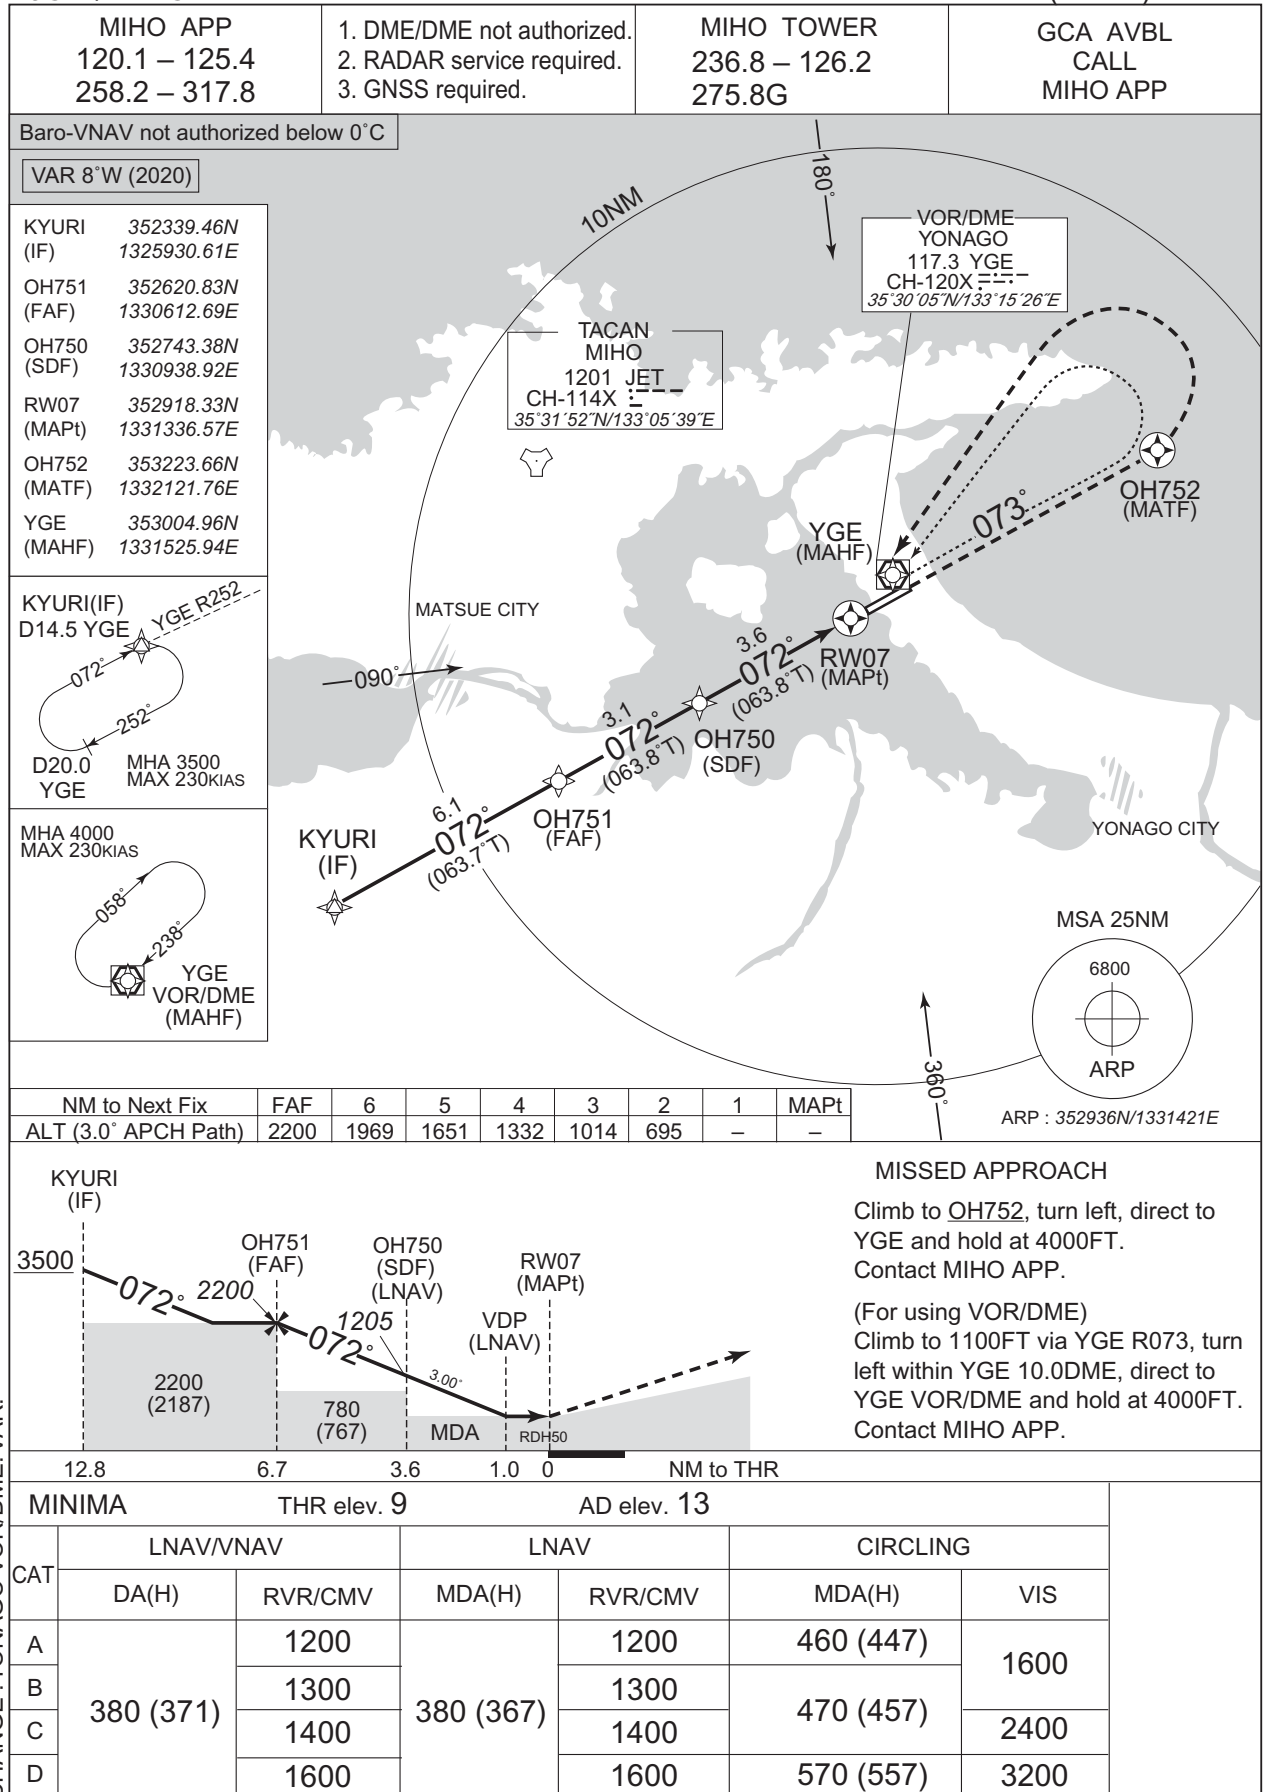 MIHO APP
120.1 – 125.4
258.2 – 317.8
1. DME/DME not authorized.
2. RADAR service required.
3. GNSS required.
MIHO TOWER
236.8 – 126.2
275.8G
GCA AVBL
CALL
MIHO APP
Baro-VNAV not authorized below 0˚C
VAR 8˚W (2020)
KYURI 352339.46N
(IF) 1325930.61E
OH751 352620.83N
(FAF) 1330612.69E
OH750 352743.38N
(SDF) 1330938.92E
RW07 352918.33N
(MAPt) 1331336.57E
OH752 353223.66N
(MATF) 1332121.76E
YGE 353004.96N
(MAHF) 1331525.94E
KYURI(IF)
D14.5 YGE
YGE R252
072˚
252˚
D20.0
YGE
MHA 3500
MAX 230KIAS
MHA 4000
MAX 230KIAS
058˚
238˚
YGE
VOR/DME
(MAHF)
10NM
180˚
VOR/DME
YONAGO
117.3 YGE
CH-120X
35˚30´05˝N/133˚15´26˝E
TACAN
MIHO
1201 JET
CH-114X
35˚31´52˝N/133˚05´39˝E
OH752
(MATF)
073˚
YGE
(MAHF)
MATSUE CITY
090˚
3.6
072˚
(063.8˚T)
RW07
(MAPt)
3.1
072˚
(063.8˚T)
OH750
(SDF)
6.1
072˚
(063.7˚T)
OH751
(FAF)
KYURI
(IF)
YONAGO CITY
MSA 25NM
6800
ARP
360˚
ARP : 352936N/1331421E
NM to Next Fix FAF 6 5 4 3 2 1 MAPt
ALT (3.0˚ APCH Path) 2200 1969 1651 1332 1014 695 – –
KYURI
(IF)
3500
072˚
2200
OH751
(FAF)
072˚
1205
OH750
(SDF)
(LNAV)
3.00˚
VDP
(LNAV)
RW07
(MAPt)
2200
(2187)
780
(767)
MDA
RDH50
12.8 6.7 3.6 1.0 0 NM to THR
MISSED APPROACH
Climb to OH752, turn left, direct to
YGE and hold at 4000FT.
Contact MIHO APP.
(For using VOR/DME)
Climb to 1100FT via YGE R073, turn
left within YGE 10.0DME, direct to
YGE VOR/DME and hold at 4000FT.
Contact MIHO APP.
MINIMA THR elev. 9 AD elev. 13
CAT LNAV/VNAV LNAV CIRCLING
DA(H) RVR/CMV MDA(H) RVR/CMV MDA(H) VIS
A 380 (371) 1200 380 (367) 1200 460 (447) 1600
B 1300 1300 470 (457)
C 1400 1400 2400
D 1600 1600 570 (557) 3200